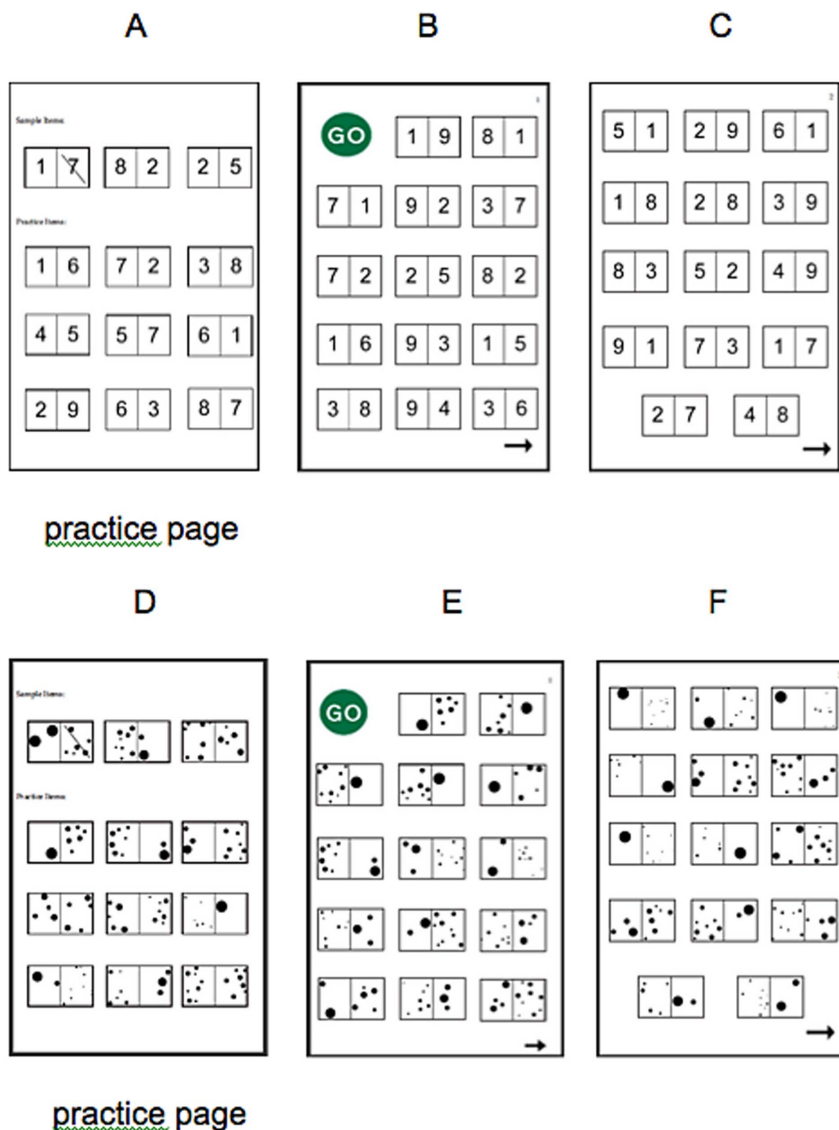 A B C
Sample Items:
1 7 8 2 2 5
Practice Items:
1 6 7 2 3 8
4 5 5 7 6 1
2 9 6 3 8 7
1
GO 1 9 8 1
7 1 9 2 3 7
7 2 2 5 8 2
1 6 9 3 1 5
3 8 9 4 3 6
2
5 1 2 9 6 1
1 8 2 8 3 9
8 3 5 2 4 9
9 1 7 3 1 7
2 7 4 8
practice page
D E F
Sample Items:
Practice Items:
GO
practice page